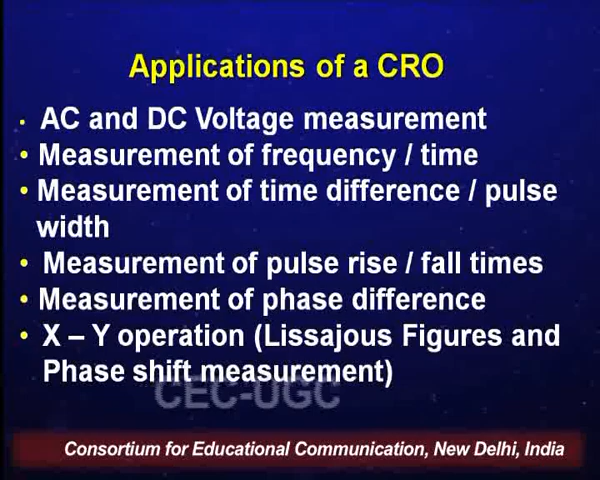 Applications of a CRO
• AC and DC Voltage measurement
• Measurement of frequency / time
• Measurement of time difference / pulse
width
• Measurement of pulse rise / fall times
• Measurement of phase difference
• X – Y operation (Lissajous Figures and
Phase shift measurement)
CEC-UGC
Consortium for Educational Communication, New Delhi, India